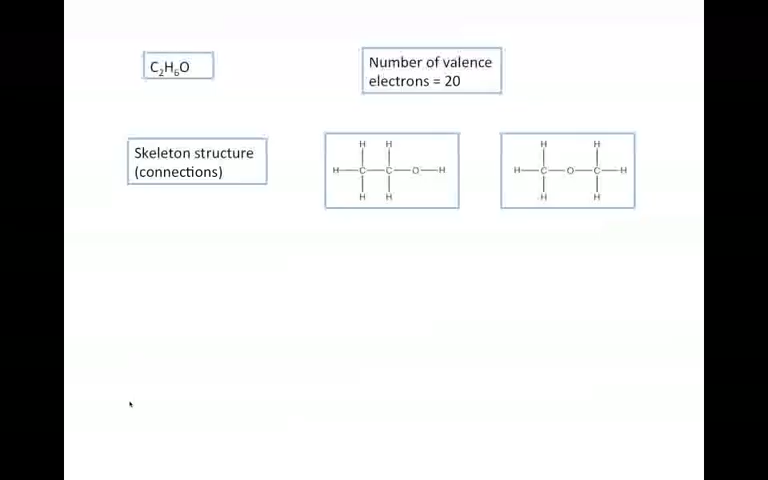 C₂H₆O
Number of valence
electrons = 20
Skeleton structure
(connections)
H H
H—C—C—O—H
H H
H H
H—C—O—C—H
H H